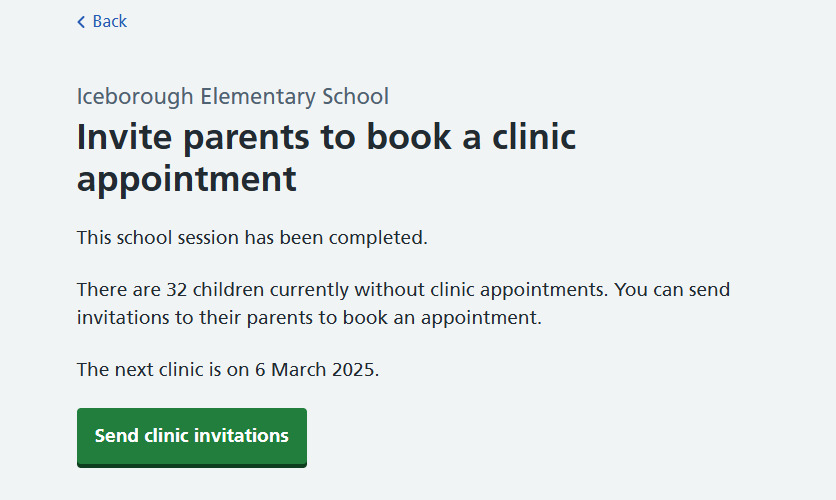 Back
Iceborough Elementary School
Invite parents to book a clinic
appointment
This school session has been completed.
There are 32 children currently without clinic appointments. You can send
invitations to their parents to book an appointment.
The next clinic is on 6 March 2025.
Send clinic invitations